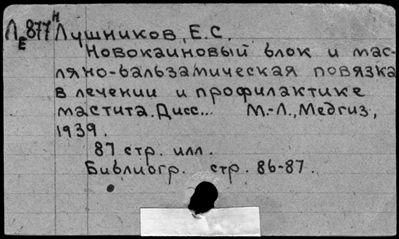 ЛЕ877Н Лушников, Е.С.
Новокаиновый блок и мас-
ляно-бальзамическая повязка
в лечении и профилактике
мастита. Дисс... М.-Л., Медгиз,
1939.
87 стр. илл.
Библиогр. стр. 86-87.